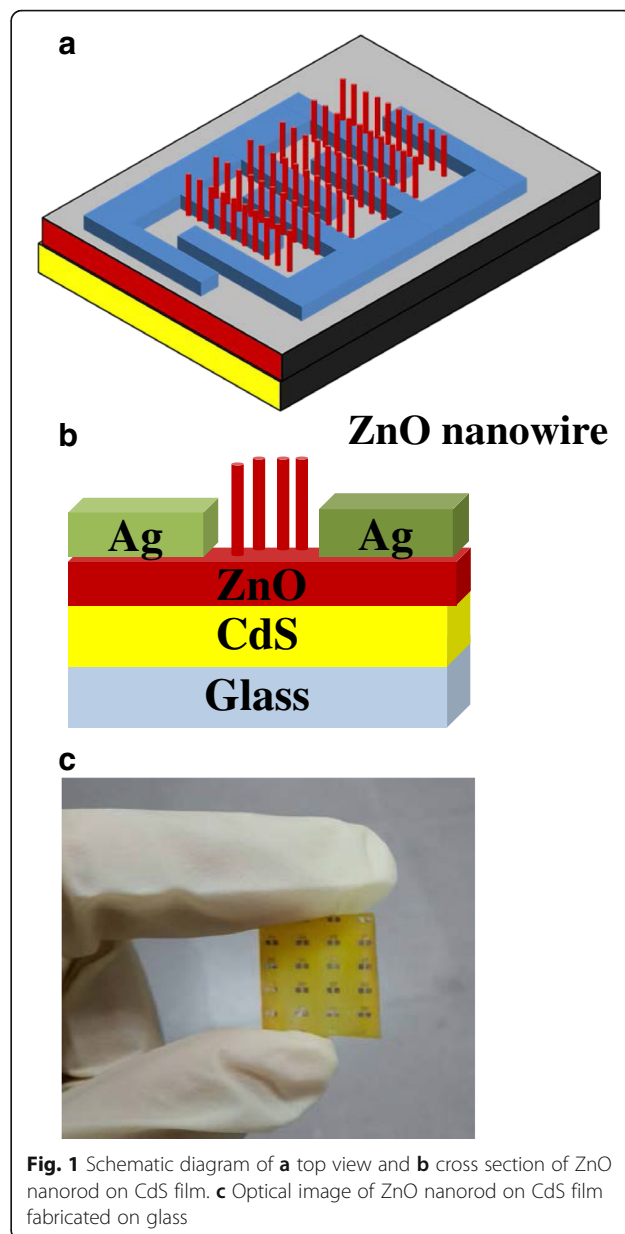 a
b
ZnO nanowire
Ag Ag
ZnO
CdS
Glass
c
Fig. 1 Schematic diagram of a top view and b cross section of ZnO
nanorod on CdS film. c Optical image of ZnO nanorod on CdS film
fabricated on glass